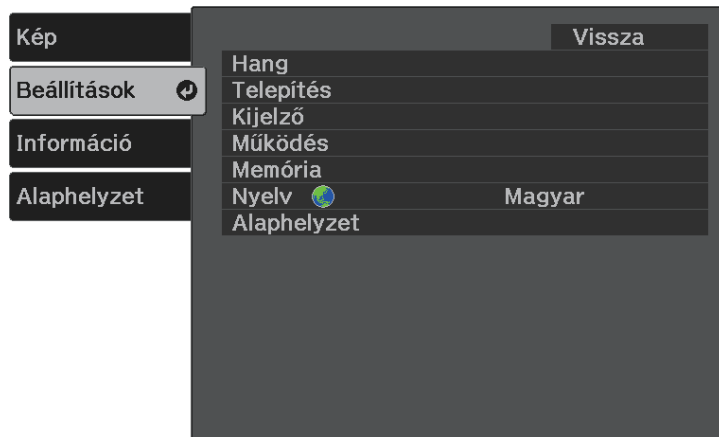 Kép
Beállítások
Információ
Alaphelyzet
Vissza
Hang
Telepítés
Kijelző
Működés
Memória
Nyelv Magyar
Alaphelyzet